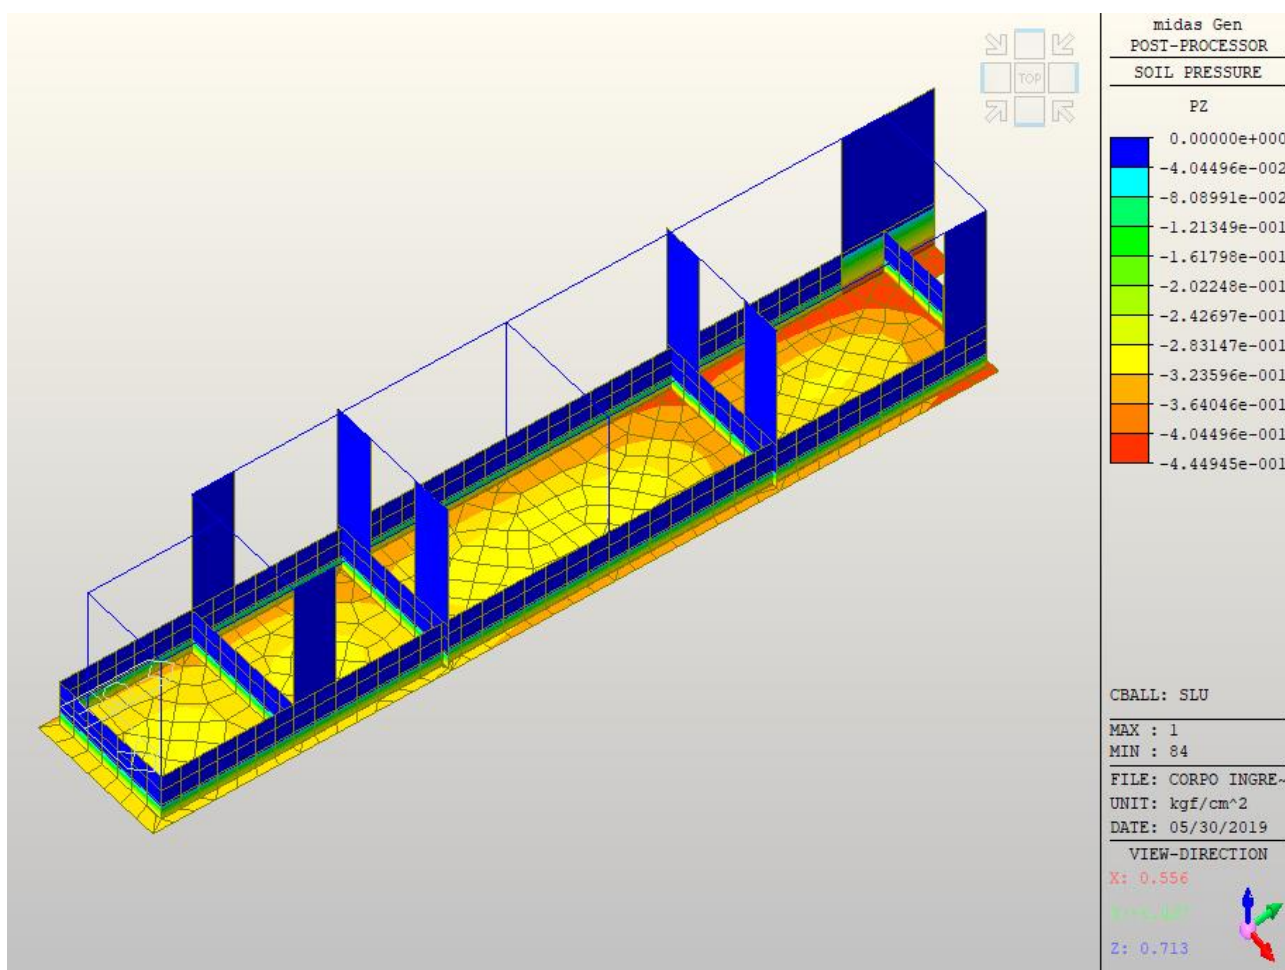 TOP
midas Gen
POST-PROCESSOR
SOIL PRESSURE
PZ
0.00000e+000
-4.04496e-002
-8.08991e-002
-1.21349e-001
-1.61798e-001
-2.02248e-001
-2.42697e-001
-2.83147e-001
-3.23596e-001
-3.64046e-001
-4.04496e-001
-4.44945e-001
CBALL: SLU
MAX : 1
MIN : 84
FILE: CORPO INGRE~
UNIT: kgf/cm^2
DATE: 05/30/2019
VIEW-DIRECTION
X: 0.556
Z: 0.713